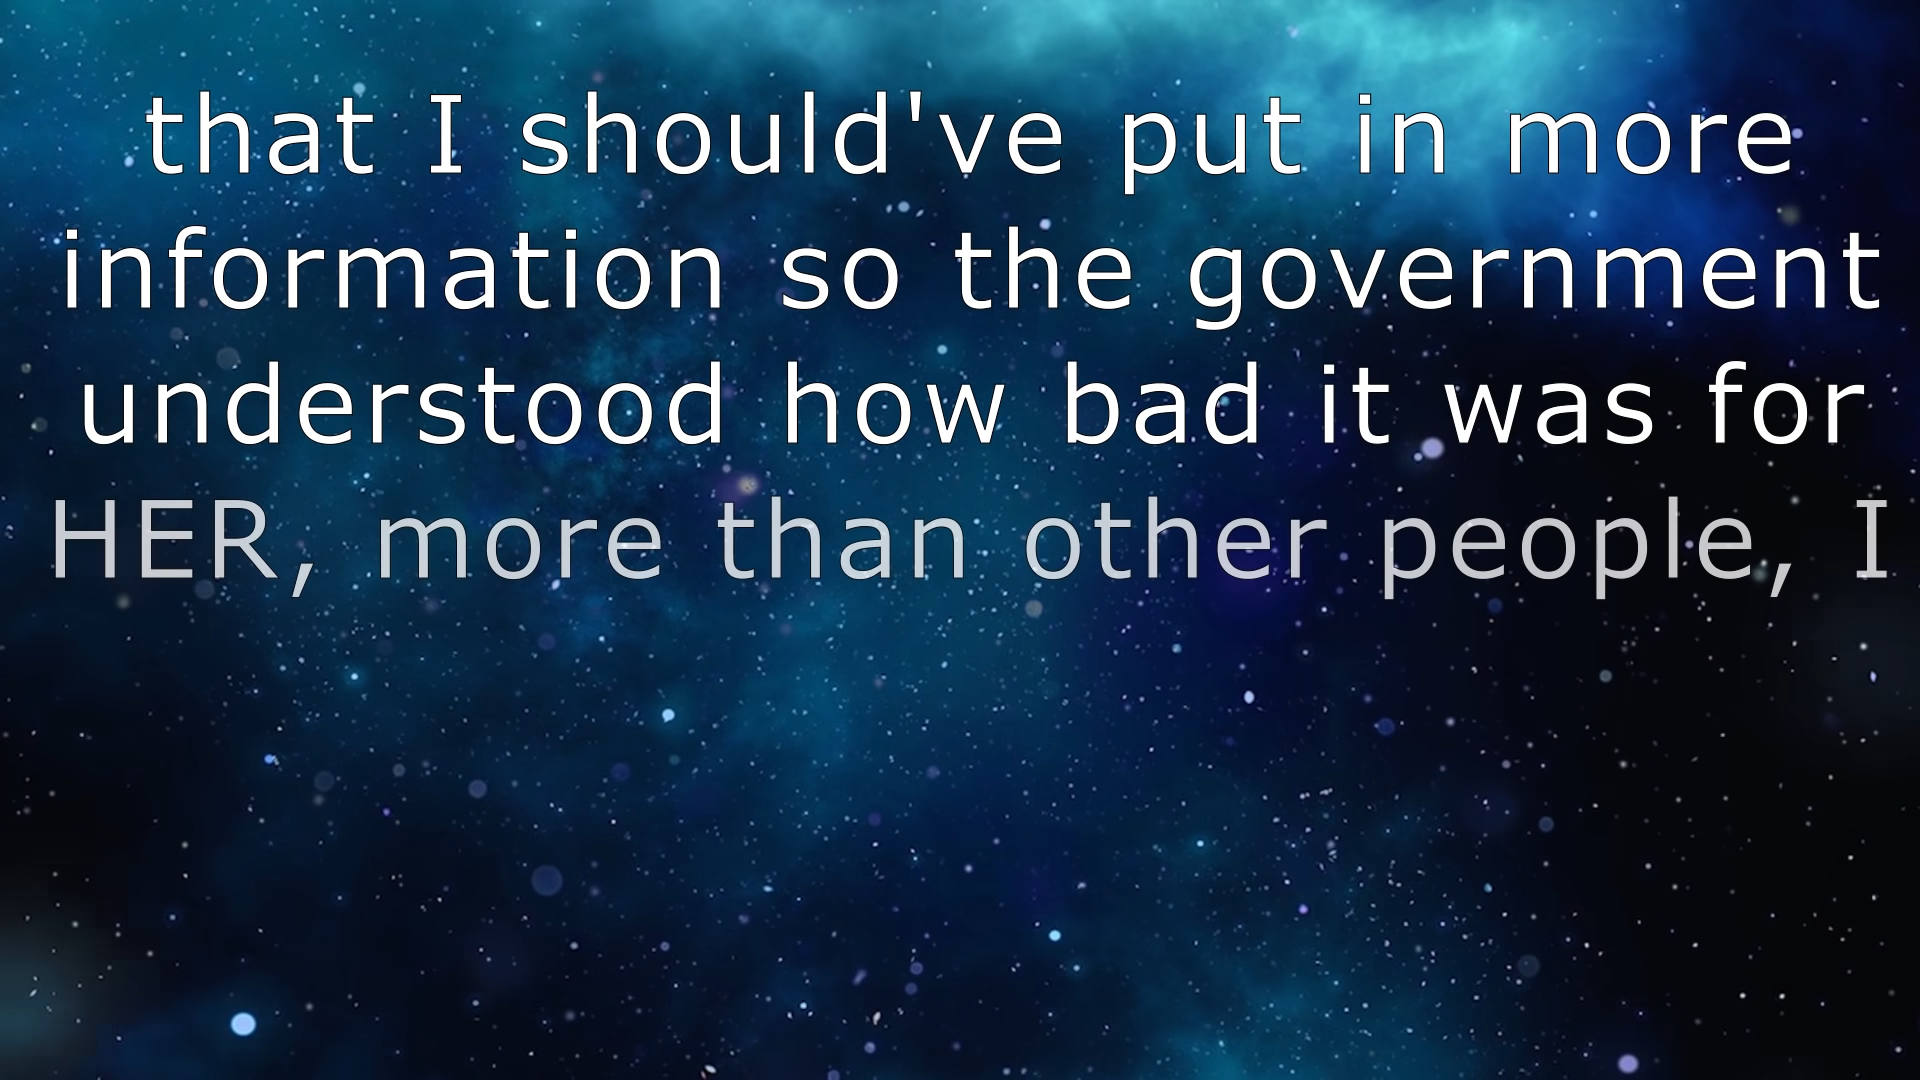 that I should've put in more
information so the government
understood how bad it was for
HER, more than other people, I